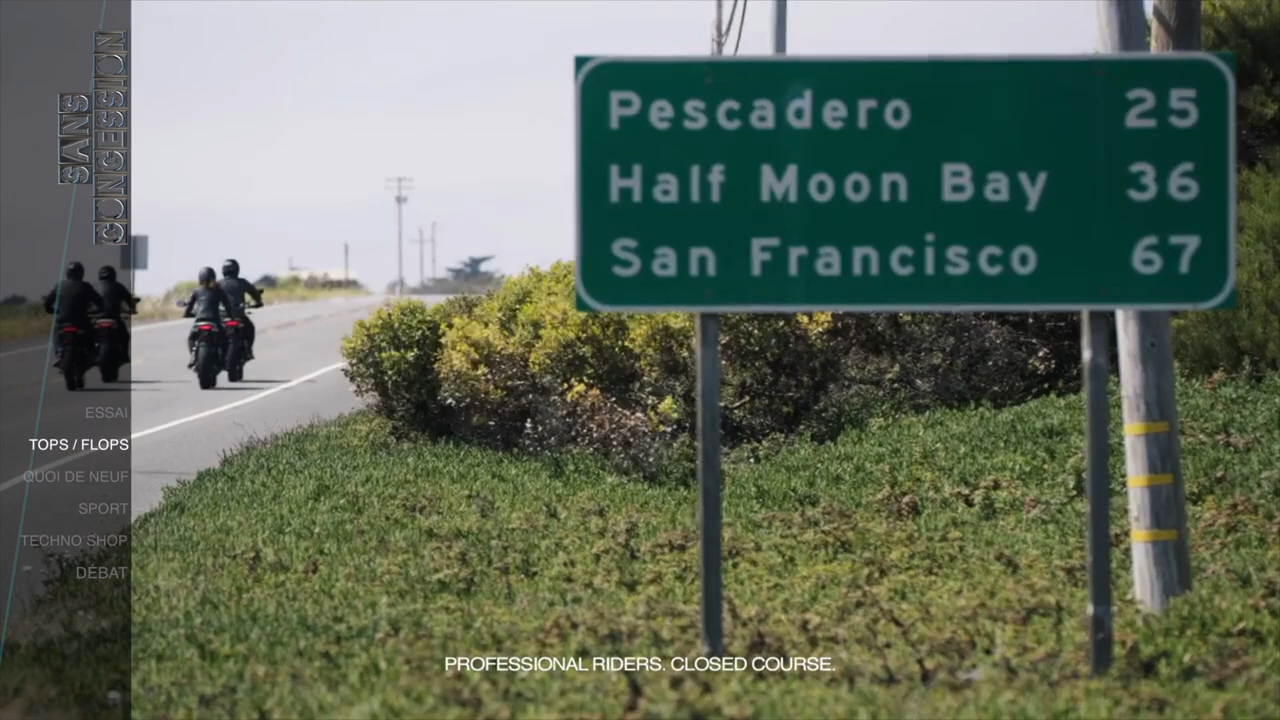 SANS
CONCESSION
ESSAI
TOPS / FLOPS
QUOI DE NEUF
SPORT
TECHNO SHOP
DÉBAT
Pescadero 25
Half Moon Bay 36
San Francisco 67
PROFESSIONAL RIDERS. CLOSED COURSE.